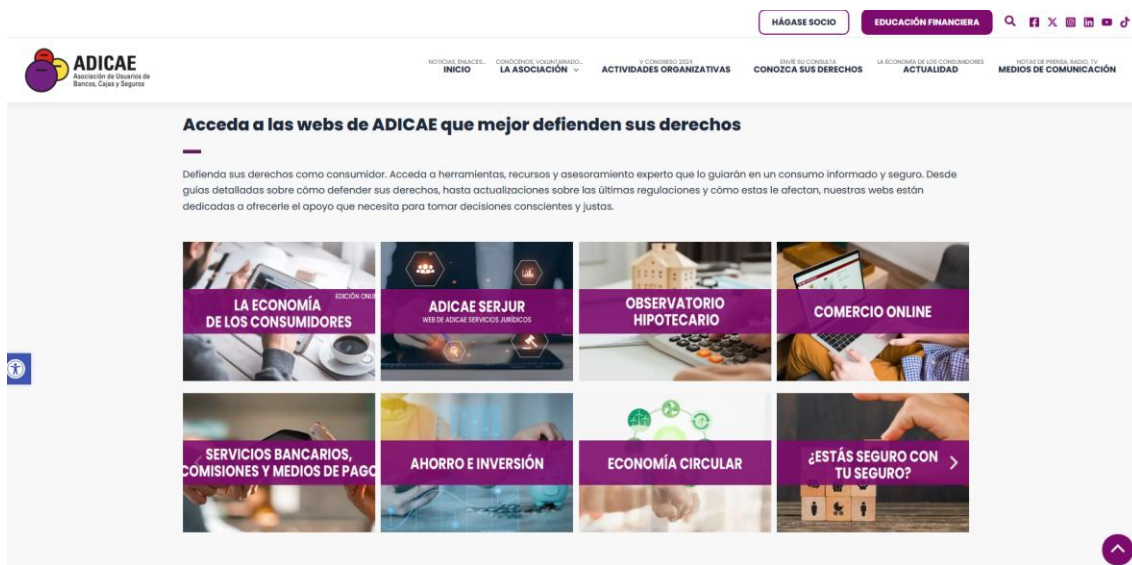 HÁGASE SOCIO
EDUCACIÓN FINANCIERA
ADICAE
Asociación de Usuarios de
Bancos, Cajas y Seguros
NOTICIAS, ENLACES...
INICIO
CONÓCENOS, VOLUNTARIADO...
LA ASOCIACIÓN
V CONGRESO 2024
ACTIVIDADES ORGANIZATIVAS
ENVÍE SU CONSULTA
CONOZCA SUS DERECHOS
LA ECONOMÍA DE LOS CONSUMIDORES
ACTUALIDAD
NOTAS DE PRENSA, RADIO, TV
MEDIOS DE COMUNICACIÓN
Acceda a las webs de ADICAE que mejor defienden sus derechos
Defienda sus derechos como consumidor. Acceda a herramientas, recursos y asesoramiento experto que lo guiarán en un consumo informado y seguro. Desde
guías detalladas sobre cómo defender sus derechos, hasta actualizaciones sobre las últimas regulaciones y cómo estas le afectan, nuestras webs están
dedicadas a ofrecerle el apoyo que necesita para tomar decisiones conscientes y justas.
EDICIÓN ONLI
LA ECONOMÍA
DE LOS CONSUMIDORES
ADICAE SERJUR
WEB DE ADICAE SERVICIOS JURÍDICOS
OBSERVATORIO
HIPOTECARIO
COMERCIO ONLINE
SERVICIOS BANCARIOS,
COMISIONES Y MEDIOS DE PAGO
AHORRO E INVERSIÓN
ECONOMÍA CIRCULAR
¿ESTÁS SEGURO CON
TU SEGURO?